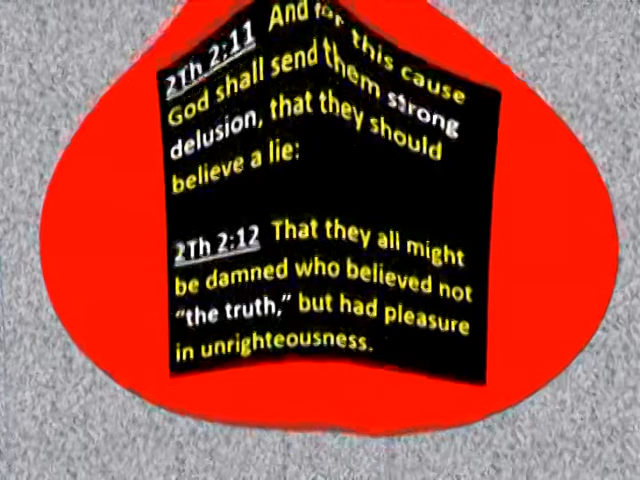 2Th 2:11 And for this cause
God shall send them strong
delusion, that they should
believe a lie:
2Th 2:12 That they all might
be damned who believed not
"the truth," but had pleasure
in unrighteousness.